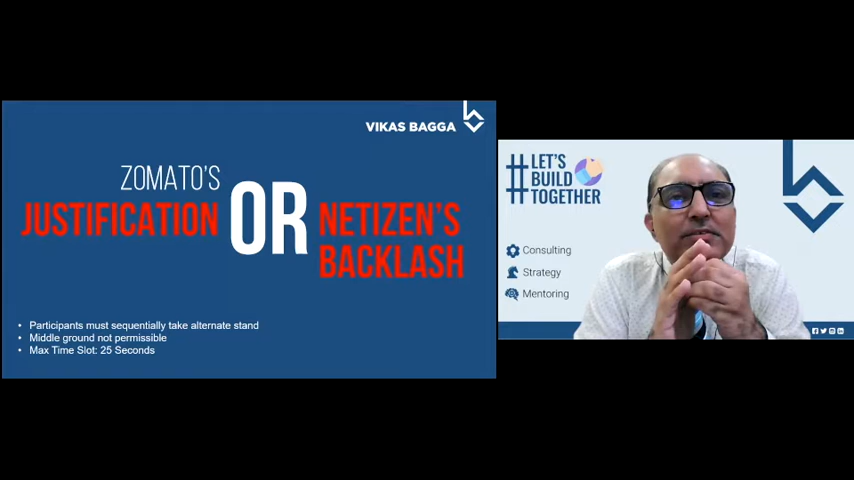 VIKAS BAGGA
ZOMATO'S
JUSTIFICATION OR NETIZEN'S
BACKLASH
• Participants must sequentially take alternate stand
• Middle ground not permissible
• Max Time Slot: 25 Seconds
#LET'S
BUILD
TOGETHER
Consulting
Strategy
Mentoring